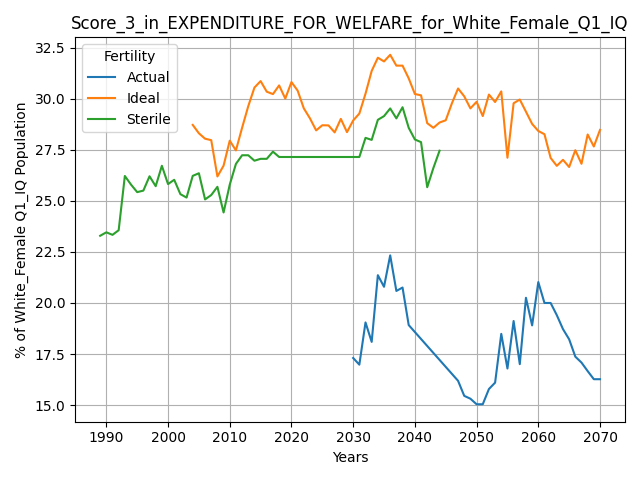 Score_3_in_EXPENDITURE_FOR_WELFARE_for_White_Female_Q1_IQ
Fertility
Actual
Ideal
Sterile
% of White_Female Q1_IQ Population
32.5
30.0
27.5
25.0
22.5
20.0
17.5
15.0
1990 2000 2010 2020 2030 2040 2050 2060 2070
Years